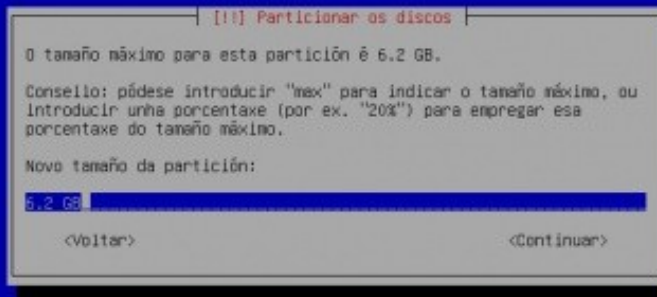 [!!] Particionar os discos
O tamaño máximo para esta partición é 6.2 GB.
Consello: pódese introducir "max" para indicar o tamaño máximo, ou
introducir unha porcentaxe (por ex. "20%") para empregar esa
porcentaxe do tamaño máximo.
Novo tamaño da partición:
6.2 GB
<Voltar> <Continuar>